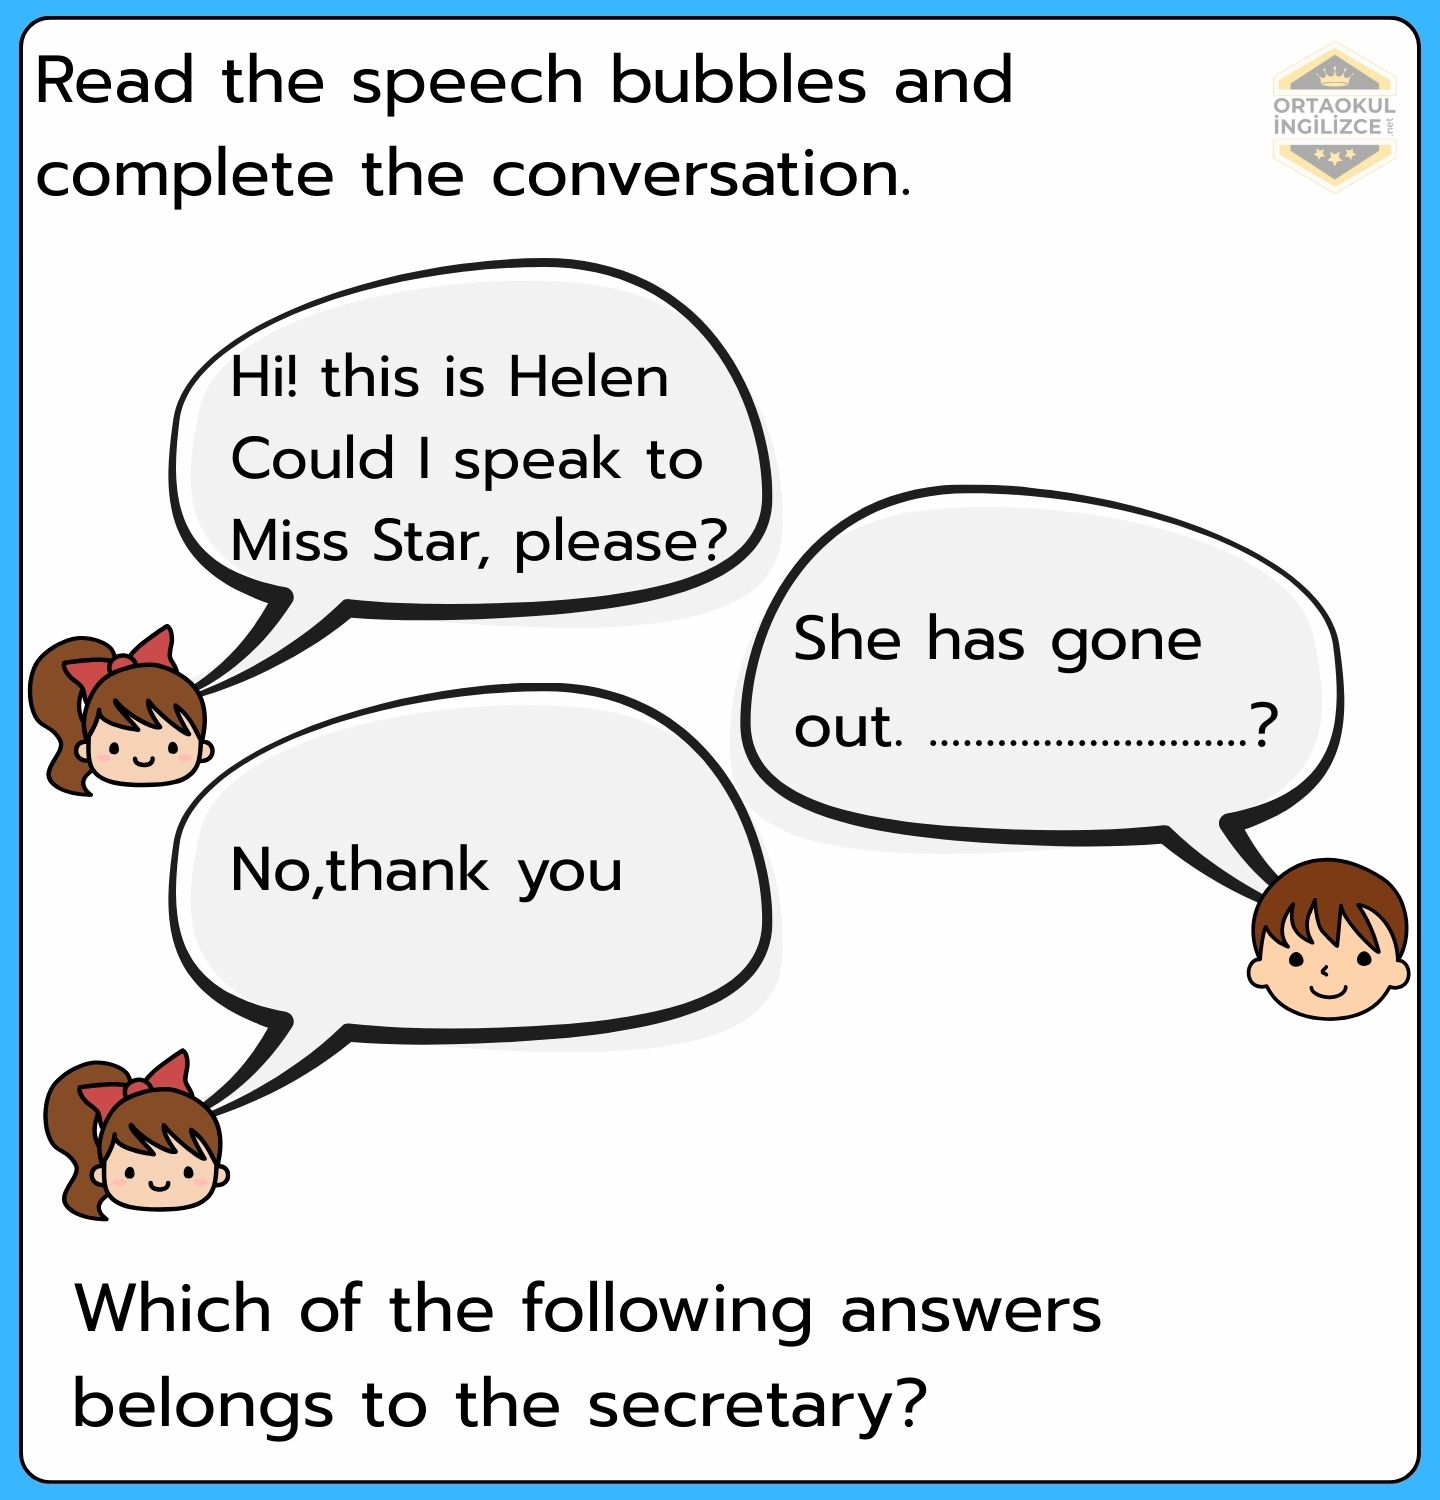 Read the speech bubbles and
complete the conversation.
ORTAOKUL
İNGİLİZCE .net
Hi! this is Helen
Could I speak to
Miss Star, please?
She has gone
out. ............................?
No,thank you
Which of the following answers
belongs to the secretary?